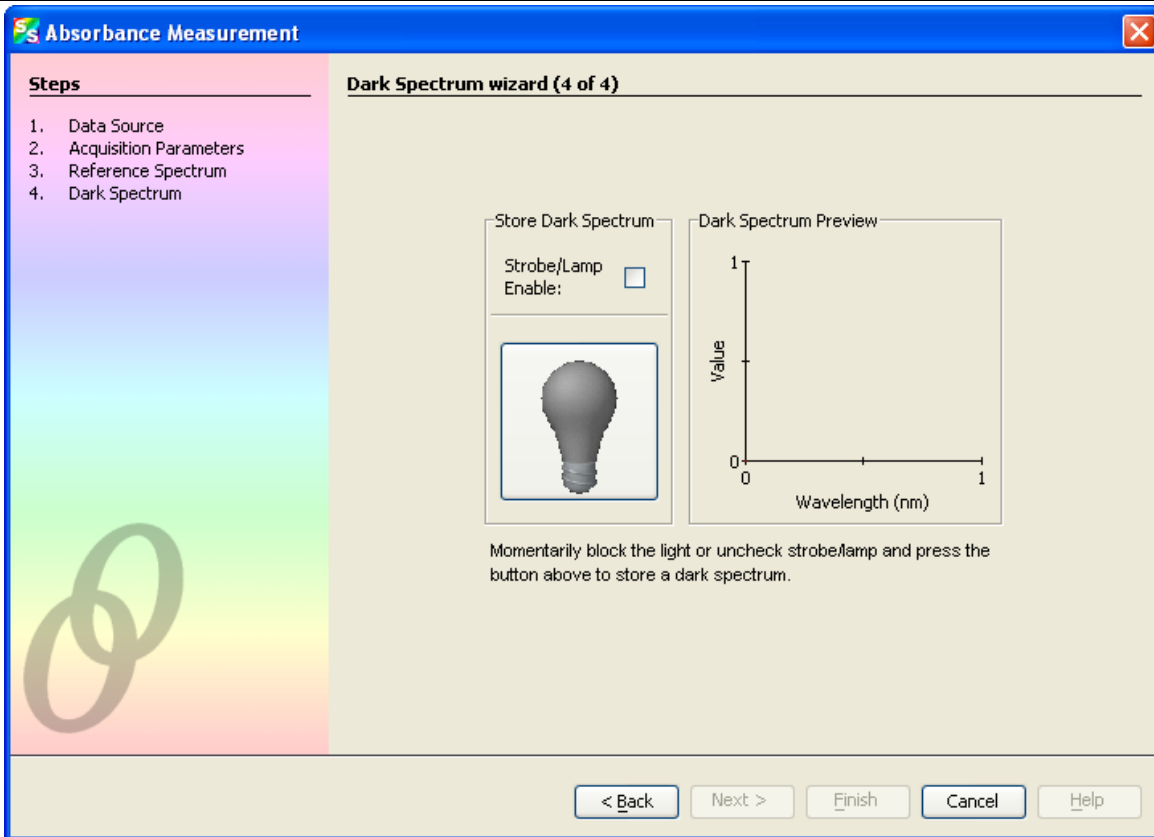 Absorbance Measurement
Steps
1. Data Source
2. Acquisition Parameters
3. Reference Spectrum
4. Dark Spectrum
Dark Spectrum wizard (4 of 4)
Store Dark Spectrum
Strobe/Lamp
Enable:
Dark Spectrum Preview
1
Value
0
0
1
Wavelength (nm)
Momentarily block the light or uncheck strobe/lamp and press the
button above to store a dark spectrum.
< Back
Next >
Finish
Cancel
Help